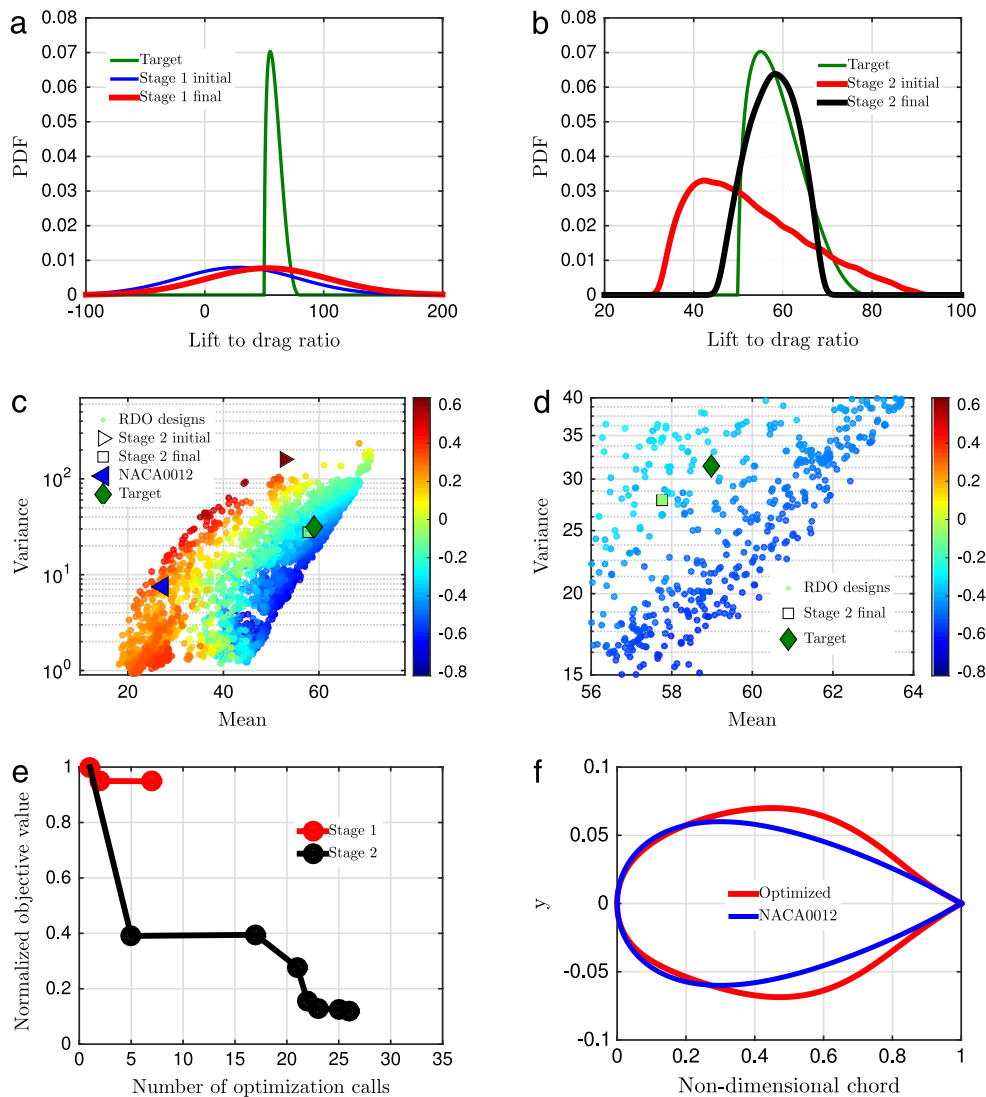 a
0.08
0.07
0.06
0.05
0.04
0.03
0.02
0.01
0
PDF
Target
Stage 1 initial
Stage 1 final
-100
0
100
200
Lift to drag ratio
b
0.08
0.07
0.06
0.05
0.04
0.03
0.02
0.01
0
PDF
Target
Stage 2 initial
Stage 2 final
20
40
60
80
100
Lift to drag ratio
c
10^2
10^1
10^0
Variance
RDO designs
Stage 2 initial
Stage 2 final
NACA0012
Target
20
40
60
Mean
0.6
0.4
0.2
0
-0.2
-0.4
-0.6
-0.8
d
40
35
30
25
20
15
Variance
RDO designs
Stage 2 final
Target
56
58
60
62
64
Mean
0.6
0.4
0.2
0
-0.2
-0.4
-0.6
-0.8
e
1
0.8
0.6
0.4
0.2
0
Normalized objective value
Stage 1
Stage 2
0
5
10
15
20
25
30
35
Number of optimization calls
f
0.1
0.05
0
-0.05
-0.1
y
Optimized
NACA0012
0
0.2
0.4
0.6
0.8
1
Non-dimensional chord